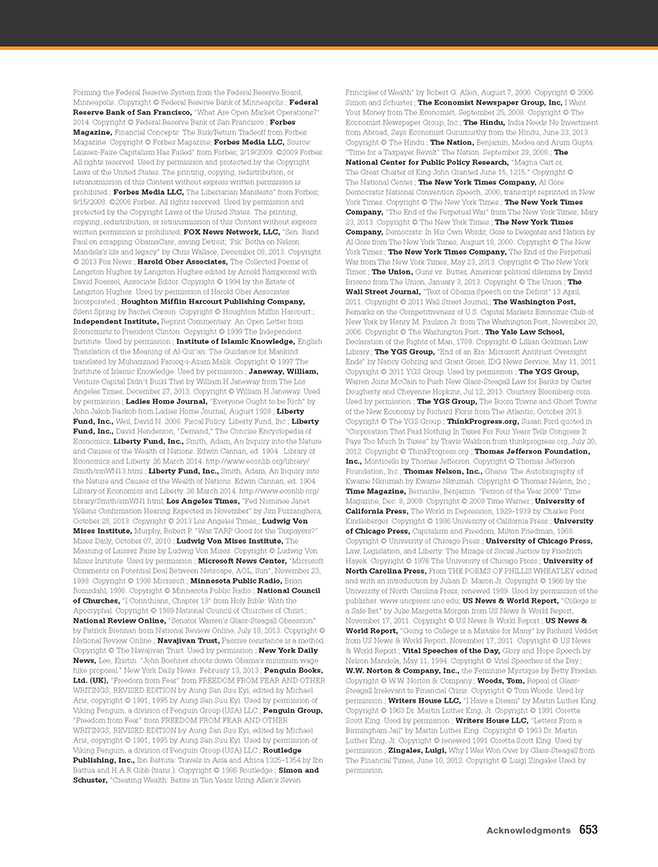 Forming the Federal Reserve System from the Federal Reserve Board,
Minneapolis. Copyright © Federal Reserve Bank of Minneapolis.; Federal
Reserve Bank of San Francisco, "What Are Open Market Operations?"
2014. Copyright © Federal Reserve Bank of San Francisco.; Forbes
Magazine, Financial Concepts: The Risk/Return Tradeoff from Forbes
Magazine. Copyright © Forbes Magazine; Forbes Media LLC, Source:
Laissez-Faire Capitalism Has Failed" from Forbes; 2/19/2009. ©2009 Forbes.
All rights reserved. Used by permission and protected by the Copyright
Laws of the United States. The printing, copying, redistribution, or
retransmission of this Content without express written permission is
prohibited.; Forbes Media LLC, The Libertarian Manifesto" from Forbes;
9/15/2008. ©2008 Forbes. All rights reserved. Used by permission and
protected by the Copyright Laws of the United States. The printing,
copying, redistribution, or retransmission of this Content without express
written permission is prohibited; FOX News Network, LLC, "Sen. Rand
Paul on scrapping ObamaCare, saving Detroit; 'Pik' Botha on Nelson
Mandela's life and legacy" by Chris Wallace, December 08, 2013. Copyright
© 2013 Fox News.; Harold Ober Associates, The Collected Poems of
Langston Hughes by Langston Hughes edited by Arnold Rampersad with
David Roessel, Associate Editor. Copyright © 1994 by the Estate of
Langston Hughes. Used by permission of Harold Ober Associates
Incorporated.; Houghton Mifflin Harcourt Publishing Company,
Silent Spring by Rachel Carson. Copyright © Houghton Mifflin Harcourt.;
Independent Institute, Reprint Commentary: An Open Letter from
Economists to President Clinton. Copyright © 1999 The Independent
Institute. Used by permission.; Institute of Islamic Knowledge, English
Translation of the Meaning of Al-Qur'an: The Guidance for Mankind
translated by Muhammad Farooq-i-Azam Malik. Copyright © 1997 The
Institute of Islamic Knowledge. Used by permission.; Janeway, William,
Venture Capital Didn't Build That by William H Janeway from The Los
Angeles Times, December 27, 2012. Copyright © William H Janeway. Used
by permission.; Ladies Home Journal, "Everyone Ought to be Rich" by
John Jakob Raskob from Ladies Home Journal, August 1929.; Liberty
Fund, Inc., Weil, David N. 2008. Fiscal Policy. Liberty Fund, Inc.; Liberty
Fund, Inc., David Henderson, "Demand," The Concise Encyclopedia of
Economics; Liberty Fund, Inc., Smith, Adam, An Inquiry into the Nature
and Causes of the Wealth of Nations. Edwin Cannan, ed. 1904 . Library of
Economics and Liberty. 26 March 2014. http://www.econlib.org/library/
Smith/smWN13.html.; Liberty Fund, Inc., Smith, Adam, An Inquiry into
the Nature and Causes of the Wealth of Nations. Edwin Cannan, ed. 1904.
Library of Economics and Liberty. 26 March 2014. http://www.econlib.org/
library/Smith/smWN1.html; Los Angeles Times, "Fed Nominee Janet
Yellen's Confirmation Hearing Expected in November" by Jim Puzzanghera,
October 28, 2013. Copyright © 2013 Los Angeles Times.; Ludwig Von
Mises Institute, Murphy, Robert P. "Was TARP Good for the Taxpayers?"
Mises Daily, October 07, 2010.; Ludwig Von Mises Institute, The
Meaning of Laissez Faire by Ludwig Von Mises. Copyright © Ludwig Von
Mises Institute. Used by permission.; Microsoft News Center, "Microsoft
Comments on Potential Deal Between Netscape, AOL, Sun", November 23,
1998. Copyright © 1998 Microsoft.; Minnesota Public Radio, Brian
Romsdahl, 1998. Copyright © Minnesota Public Radio.; National Council
of Churches, "I Corinthians, Chapter 13" from Holy Bible: With the
Apocryphal. Copyright © 1989 National Council of Churches of Christ.;
National Review Online, "Senator Warren's Glass-Steagall Obsession"
by Patrick Brennan from National Review Online, July 18, 2013. Copyright ©
National Review Online.; Navajivan Trust, Passive resistance is a method.
Copyright © The Navajivan Trust. Used by permission.; New York Daily
News, Lee, Kristin. "John Boehner shoots down Obama's minimum wage
hike proposal." New York Daily News. February 13, 2013.; Penguin Books,
Ltd. (UK), "Freedom from Fear" from FREEDOM FROM FEAR AND OTHER
WRITINGS, REVISED EDITION by Aung San Suu Kyi, edited by Michael
Aris, copyright © 1991, 1995 by Aung San Suu Kyi. Used by permission of
Viking Penguin, a division of Penguin Group (USA) LLC.; Penguin Group,
"Freedom from Fear" from FREEDOM FROM FEAR AND OTHER
WRITINGS, REVISED EDITION by Aung San Suu Kyi, edited by Michael
Aris, copyright © 1991, 1995 by Aung San Suu Kyi. Used by permission of
Viking Penguin, a division of Penguin Group (USA) LLC.; Routledge
Publishing, Inc., Ibn Battuta: Travels in Asia and Africa 1325–1354 by Ibn
Battua and H A R Gibb (trans.). Copyright © 1986 Routledge.; Simon and
Schuster, "Creating Wealth: Retire in Ten Years Using Allen's Seven
Principles of Wealth" by Robert G. Allen, August 7, 2006. Copyright © 2006
Simon and Schuster.; The Economist Newspaper Group, Inc, I Want
Your Money from The Economist, September 25, 2008. Copyright © The
Economist Newspaper Group, Inc.; The Hindu, India Needs No Investment
from Abroad, Says Economist Gurumurthy from the Hindu, June 23, 2013.
Copyright © The Hindu.; The Nation, Benjamin, Medea and Arupa Gupta.
"Time for a Taxpayer Revolt" The Nation. September 29, 2008.; The
National Center for Public Policy Research, "Magna Cart or,
The Great Charter of King John Granted June 15, 1215." Copyright ©
The National Center.; The New York Times Company, Al Gore
Democratic National Convention Speech, 2000, transcript reprinted in New
York Times. Copyright © The New York Times.; The New York Times
Company, "The End of the Perpetual War" from The New York Times, Mary
23, 2013. Copyright © The New York Times.; The New York Times
Company, Democrats: In His Own Words; Gore to Delegates and Nation by
Al Gore from The New York Times, August 18, 2000. Copyright © The New
York Times.; The New York Times Company, The End of the Perpetual
War from The New York Times, May 23, 2013. Copyright © The New York
Times.; The Union, Guns vs. Butter, Americas political dilemma by David
Briceno from The Union, January 3, 2013. Copyright © The Union.; The
Wall Street Journal, "Text of Obama Speech on the Deficit" 13 April,
2011. Copyright © 2011 Wall Street Journal.; The Washington Post,
Remarks on the Competitiveness of U.S. Capital Markets Economic Club of
New York by Henry M. Paulson Jr. from The Washington Post, November 20,
2006. Copyright © The Washington Post.; The Yale Law School,
Declaration of the Rights of Man, 1789. Copyright © Lillian Goldman Law
Library.; The YGS Group, "End of an Era: Microsoft Antitrust Oversight
Ends" by Nancy Gohring and Grant Gross, IDG News Service, May 11, 2011.
Copyright © 2011 YGS Group. Used by permission.; The YGS Group,
Warren Joins McCain to Push New Glass-Steagall Law for Banks by Carter
Dougherty and Cheyenne Hopkins, Jul 12, 2013. Courtesy Bloomberg.com.
Used by permission.; The YGS Group, The Boom Towns and Ghost Towns
of the New Economy by Richard Floris from The Atlantic, October 2013.
Copyright © The YGS Group.; ThinkProgress.org, Susan Ford quoted in
"Corporation That Paid Nothing In Taxes For Four Years Tells Congress It
Pays Too Much In Taxes" by Travis Waldron from thinkprogress.org, July 20,
2012. Copyright © ThinkProgress.org.; Thomas Jefferson Foundation,
Inc., Monticello by Thomas Jefferson. Copyright © Thomas Jefferson
Foundation, Inc.; Thomas Nelson, Inc., Ghana: The Autobiography of
Kwame Nkrumah by Kwame Nkrumah. Copyright © Thomas Nelson, Inc.;
Time Magazine, Bernanke, Benjamin. "Person of the Year 2009" Time
Magazine, Dec. 8, 2009. Copyright © 2009 Time Warner.; University of
California Press, The World in Depression, 1929–1939 by Charles Poor
Kindleberger. Copyright © 1986 University of California Press.; University
of Chicago Press, Capitalism and Freedom, Milton Friedman, 1968.
Copyright © University of Chicago Press.; University of Chicago Press,
Law, Legislation, and Liberty: The Mirage of Social Justice by Friedrich
Hayek. Copyright © 1976 The University of Chicago Press.; University of
North Carolina Press, From THE POEMS OF PHILLIS WHEATLEY edited
and with an introduction by Julian D. Mason Jr. Copyright © 1966 by the
University of North Carolina Press, renewed 1989. Used by permission of the
publisher. www.uncpress.unc.edu; US News & World Report, "College is
a Safe Bet" by Julie Margetta Morgan from US News & World Report,
November 17, 2011. Copyright © US News & World Report.; US News &
World Report, "Going to College is a Mistake for Many" by Richard Vedder
from US News & World Report, November 17, 2011. Copyright © US News
& World Report.; Vital Speeches of the Day, Glory and Hope Speech by
Nelson Mandela, May 11, 1994. Copyright © Vital Speeches of the Day.;
W.W. Norton & Company, Inc., the Feminine Mystique by Betty Friedan.
Copyright © W.W. Norton & Company.; Woods, Tom, Repeal of Glass-
Steagall Irrelevant to Financial Crisis. Copyright © Tom Woods. Used by
permission.; Writers House LLC, "I Have a Dream" by Martin Luther King.
Copyright © 1963 Dr. Martin Luther King, Jr. Copyright © 1991 Coretta
Scott King. Used by permission.; Writers House LLC, "Letters From a
Birmingham Jail" by Martin Luther King. Copyright © 1963 Dr. Martin
Luther King, Jr. Copyright © renewed 1991 Coretta Scott King. Used by
permission.; Zingales, Luigi, Why I Was Won Over by Glass-Steagall from
The Financial Times, June 10, 2012. Copyright © Luigi Zingales Used by
permission.
Acknowledgments 653